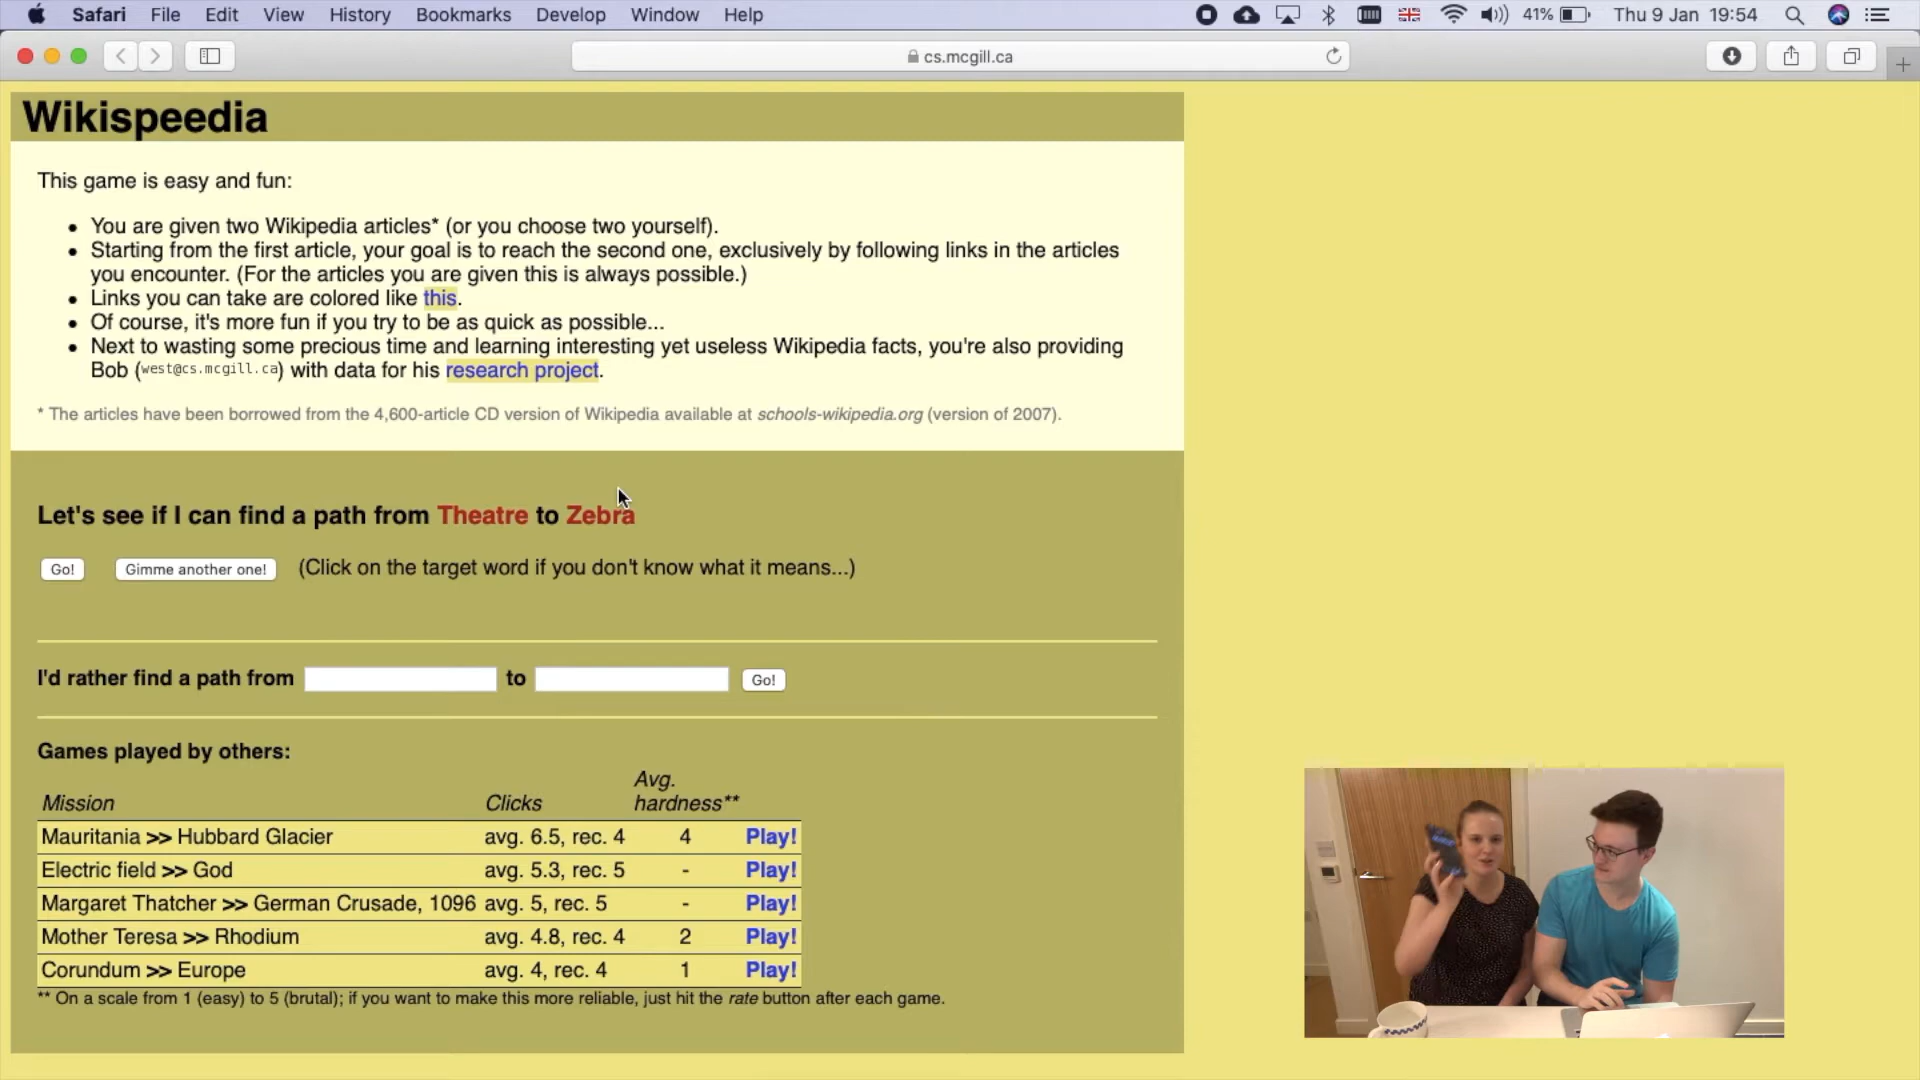 Safari File Edit View History Bookmarks Develop Window Help 41% Thu 9 Jan 19:54
cs.mcgill.ca
Wikispeedia
This game is easy and fun:
• You are given two Wikipedia articles* (or you choose two yourself).
• Starting from the first article, your goal is to reach the second one, exclusively by following links in the articles
you encounter. (For the articles you are given this is always possible.)
• Links you can take are colored like this.
• Of course, it's more fun if you try to be as quick as possible...
• Next to wasting some precious time and learning interesting yet useless Wikipedia facts, you're also providing
Bob (west@cs.mcgill.ca) with data for his research project.
* The articles have been borrowed from the 4,600-article CD version of Wikipedia available at schools-wikipedia.org (version of 2007).
Let's see if I can find a path from Theatre to Zebra
Go! Gimme another one! (Click on the target word if you don't know what it means...)
I'd rather find a path from to Go!
Games played by others:
Mission Clicks Avg. hardness**
Mauritania >> Hubbard Glacier avg. 6.5, rec. 4 4 Play!
Electric field >> God avg. 5.3, rec. 5 - Play!
Margaret Thatcher >> German Crusade, 1096 avg. 5, rec. 5 - Play!
Mother Teresa >> Rhodium avg. 4.8, rec. 4 2 Play!
Corundum >> Europe avg. 4, rec. 4 1 Play!
** On a scale from 1 (easy) to 5 (brutal); if you want to make this more reliable, just hit the rate button after each game.